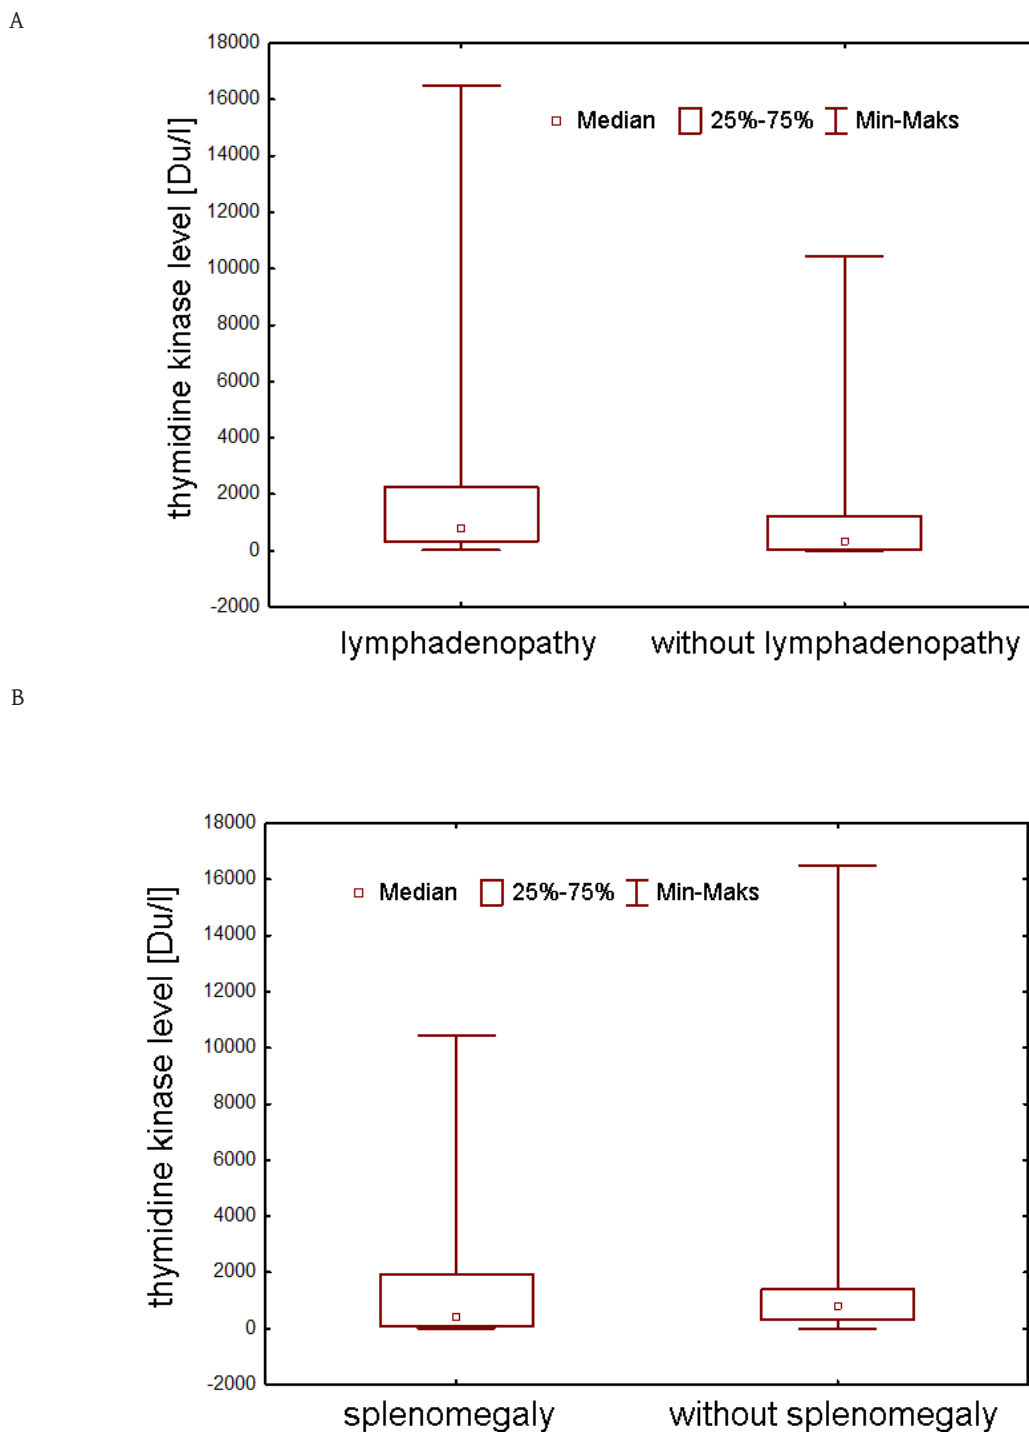 A
18000
16000
14000
12000
10000
8000
6000
4000
2000
0
-2000
thymidine kinase level [Du/l]
Median 25%-75% Min-Maks
lymphadenopathy without lymphadenopathy
B
18000
16000
14000
12000
10000
8000
6000
4000
2000
0
-2000
thymidine kinase level [Du/l]
Median 25%-75% Min-Maks
splenomegaly without splenomegaly